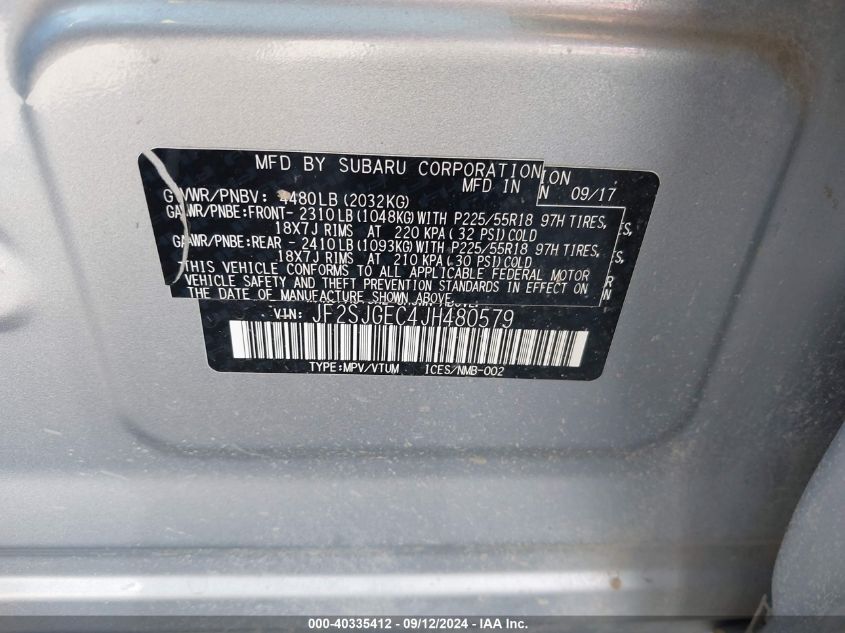 MFD BY SUBARU CORPORATION ION
MFD IN N 09/17
GVWR/PNBV: 4480LB (2032KG)
GAWR/PNBE:FRONT- 2310LB(1048KG)WITH P225/55R18 97H TIRES, ES,
18X7J RIMS AT 220 KPA(32 PSI)COLD
GAWR/PNBE:REAR - 2410LB(1093KG)WITH P225/55R18 97H TIRES, ES,
18X7J RIMS AT 210 KPA(30 PSI)COLD
THIS VEHICLE CONFORMS TO ALL APPLICABLE FEDERAL MOTOR R
VEHICLE SAFETY AND THEFT PREVENTION STANDARDS IN EFFECT ON N
THE DATE OF MANUFACTURE SHOWN ABOVE.
VIN: JF2SJGEC4JH480579
TYPE:MPV/VTUM ICES/NMB-002
000-40335412 - 09/12/2024 - IAA Inc.